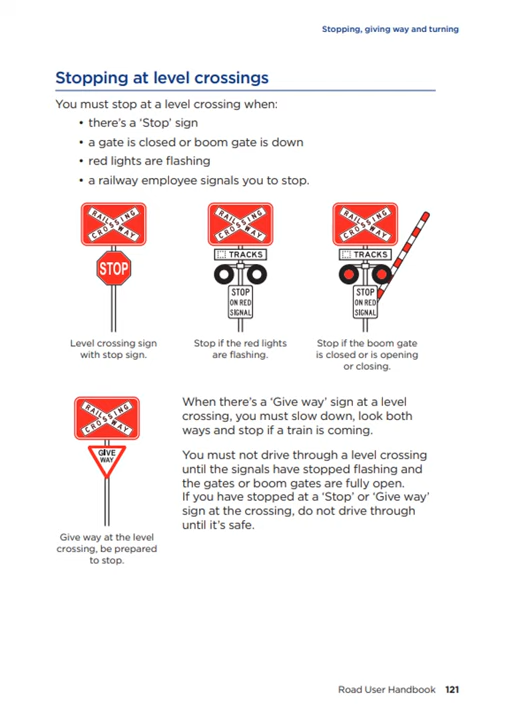 Stopping, giving way and turning
Stopping at level crossings
You must stop at a level crossing when:
• there's a 'Stop' sign
• a gate is closed or boom gate is down
• red lights are flashing
• a railway employee signals you to stop.
RAILWAY
CROSSING
STOP
Level crossing sign
with stop sign.
RAILWAY
CROSSING
TRACKS
STOP
ON RED
SIGNAL
Stop if the red lights
are flashing.
RAILWAY
CROSSING
TRACKS
STOP
ON RED
SIGNAL
Stop if the boom gate
is closed or is opening
or closing.
RAILWAY
CROSSING
GIVE
WAY
Give way at the level
crossing, be prepared
to stop.
When there's a 'Give way' sign at a level
crossing, you must slow down, look both
ways and stop if a train is coming.
You must not drive through a level crossing
until the signals have stopped flashing and
the gates or boom gates are fully open.
If you have stopped at a 'Stop' or 'Give way'
sign at the crossing, do not drive through
until it's safe.
Road User Handbook 121